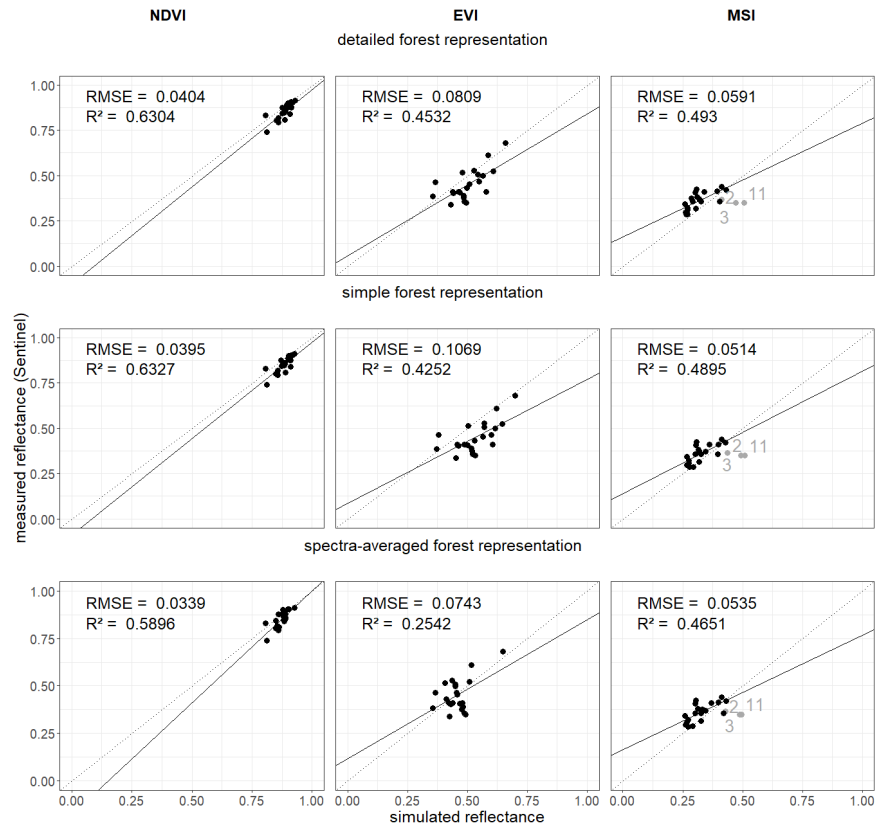 NDVI EVI MSI
detailed forest representation
RMSE = 0.0404
R² = 0.6304
RMSE = 0.0809
R² = 0.4532
RMSE = 0.0591
R² = 0.493
2 11
3
1.00
0.75
0.50
0.25
0.00
simple forest representation
RMSE = 0.0395
R² = 0.6327
RMSE = 0.1069
R² = 0.4252
RMSE = 0.0514
R² = 0.4895
2 11
3
1.00
0.75
0.50
0.25
0.00
measured reflectance (Sentinel)
spectra-averaged forest representation
RMSE = 0.0339
R² = 0.5896
RMSE = 0.0743
R² = 0.2542
RMSE = 0.0535
R² = 0.4651
2 11
3
1.00
0.75
0.50
0.25
0.00
0.00 0.25 0.50 0.75 1.00 0.00 0.25 0.50 0.75 1.00 0.00 0.25 0.50 0.75 1.00
simulated reflectance